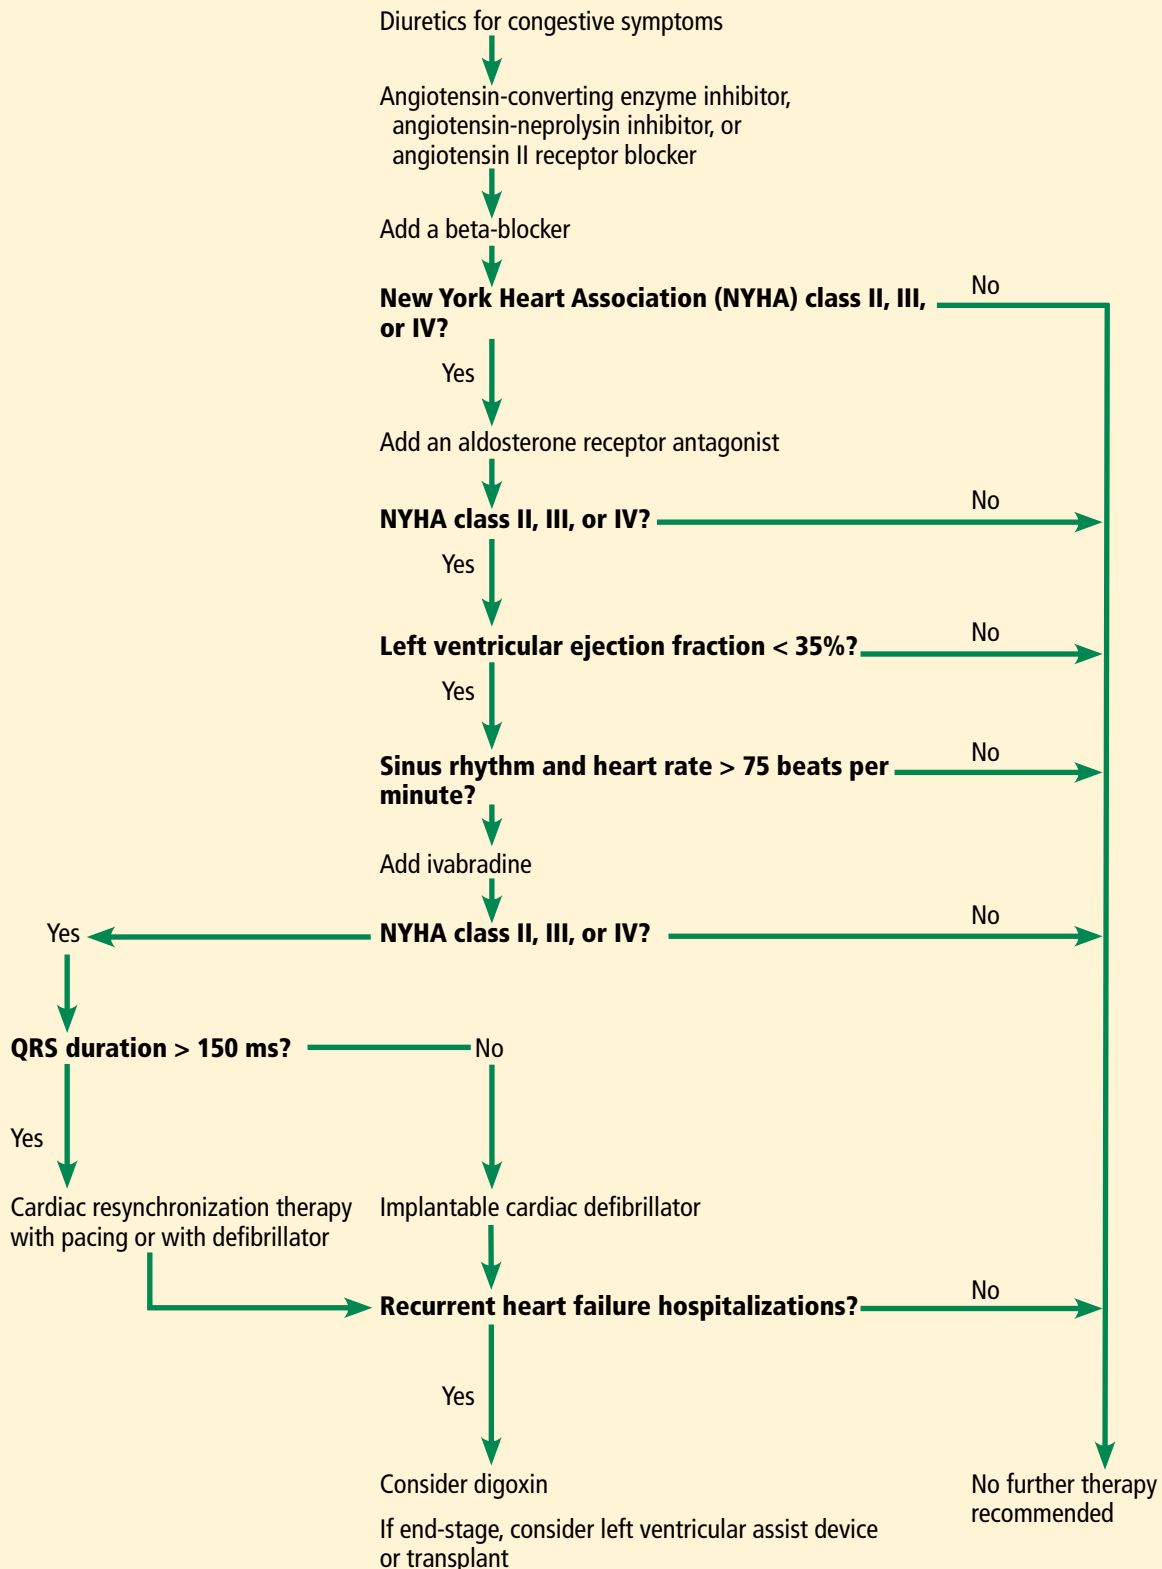 Diuretics for congestive symptoms
Angiotensin-converting enzyme inhibitor,
angiotensin-neprolysin inhibitor, or
angiotensin II receptor blocker
Add a beta-blocker
New York Heart Association (NYHA) class II, III,
or IV?
No
Yes
Add an aldosterone receptor antagonist
NYHA class II, III, or IV?
No
Yes
Left ventricular ejection fraction < 35%?
No
Yes
Sinus rhythm and heart rate > 75 beats per
minute?
No
Add ivabradine
NYHA class II, III, or IV?
No
Yes
QRS duration > 150 ms?
No
Yes
Cardiac resynchronization therapy
with pacing or with defibrillator
Implantable cardiac defibrillator
Recurrent heart failure hospitalizations?
No
Yes
Consider digoxin
If end-stage, consider left ventricular assist device
or transplant
No further therapy
recommended